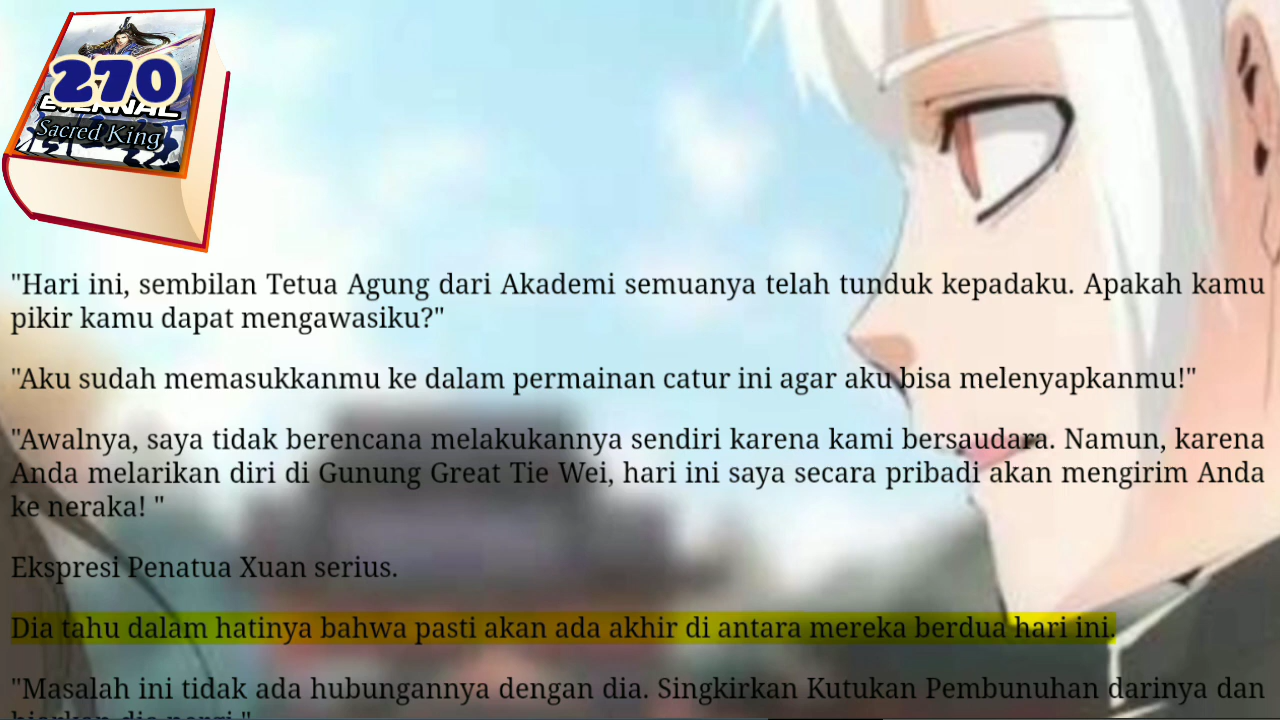 270
ETERNAL
Sacred King
"Hari ini, sembilan Tetua Agung dari Akademi semuanya telah tunduk kepadaku. Apakah kamu
pikir kamu dapat mengawasiku?"
"Aku sudah memasukkanmu ke dalam permainan catur ini agar aku bisa melenyapkanmu!"
"Awalnya, saya tidak berencana melakukannya sendiri karena kami bersaudara. Namun, karena
Anda melarikan diri di Gunung Great Tie Wei, hari ini saya secara pribadi akan mengirim Anda
ke neraka! "
Ekspresi Penatua Xuan serius.
Dia tahu dalam hatinya bahwa pasti akan ada akhir di antara mereka berdua hari ini.
"Masalah ini tidak ada hubungannya dengan dia. Singkirkan Kutukan Pembunuhan darinya dan
biarkan dia pergi."